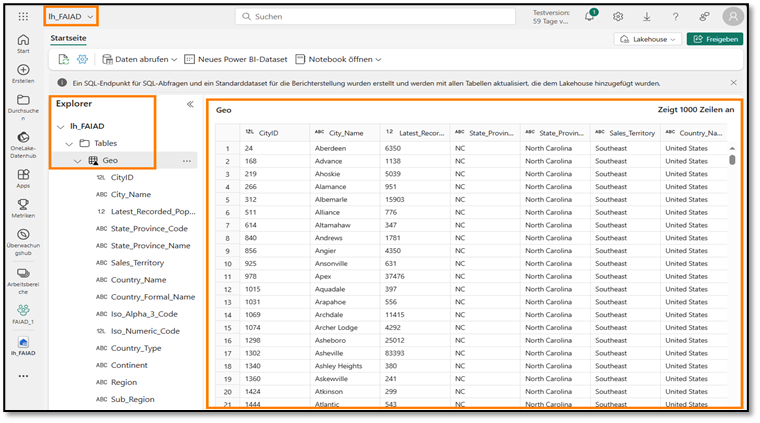 lh_FAIAD
Suchen
Testversion:
59 Tage v...
1
?
Startseite
Lakehouse
Freigeben
Daten abrufen
Neues Power BI-Dataset
Notebook öffnen
Ein SQL-Endpunkt für SQL-Abfragen und ein Standarddataset für die Berichterstellung wurden erstellt und werden mit allen Tabellen aktualisiert, die dem Lakehouse hinzugefügt wurden.
Start
Erstellen
Durchsuchen
OneLake-
Datenhub
Apps
Metriken
Überwachungs
hub
Arbeitsberei
che
FAIAD_1
lh_FAIAD
Explorer
lh_FAIAD
Tables
Geo
12L CityID
ABC City_Name
12 Latest_Recorded_Pop...
ABC State_Province_Code
ABC State_Province_Name
ABC Sales_Territory
ABC Country_Name
ABC Country_Formal_Name
ABC Iso_Alpha_3_Code
12L Iso_Numeric_Code
ABC Country_Type
ABC Continent
ABC Region
ABC Sub_Region
Geo Zeigt 1000 Zeilen an
12L CityID ABC City_Name 1.2 Latest_Recor... ABC State_Provin... ABC State_Provin... ABC Sales_Territory ABC Country_Na...
1 24 Aberdeen 6350 NC North Carolina Southeast United States
2 168 Advance 1138 NC North Carolina Southeast United States
3 219 Ahoskie 5039 NC North Carolina Southeast United States
4 266 Alamance 951 NC North Carolina Southeast United States
5 312 Albemarle 15903 NC North Carolina Southeast United States
6 511 Alliance 776 NC North Carolina Southeast United States
7 614 Altamahaw 347 NC North Carolina Southeast United States
8 840 Andrews 1781 NC North Carolina Southeast United States
9 856 Angier 4350 NC North Carolina Southeast United States
10 925 Ansonville 631 NC North Carolina Southeast United States
11 978 Apex 37476 NC North Carolina Southeast United States
12 1015 Aquadale 397 NC North Carolina Southeast United States
13 1031 Arapahoe 556 NC North Carolina Southeast United States
14 1069 Archdale 11415 NC North Carolina Southeast United States
15 1074 Archer Lodge 4292 NC North Carolina Southeast United States
16 1298 Asheboro 25012 NC North Carolina Southeast United States
17 1302 Asheville 83393 NC North Carolina Southeast United States
18 1340 Ashley Heights 380 NC North Carolina Southeast United States
19 1360 Askewville 241 NC North Carolina Southeast United States
20 1424 Atkinson 299 NC North Carolina Southeast United States
21 1444 Atlantic 543 NC North Carolina Southeast United States